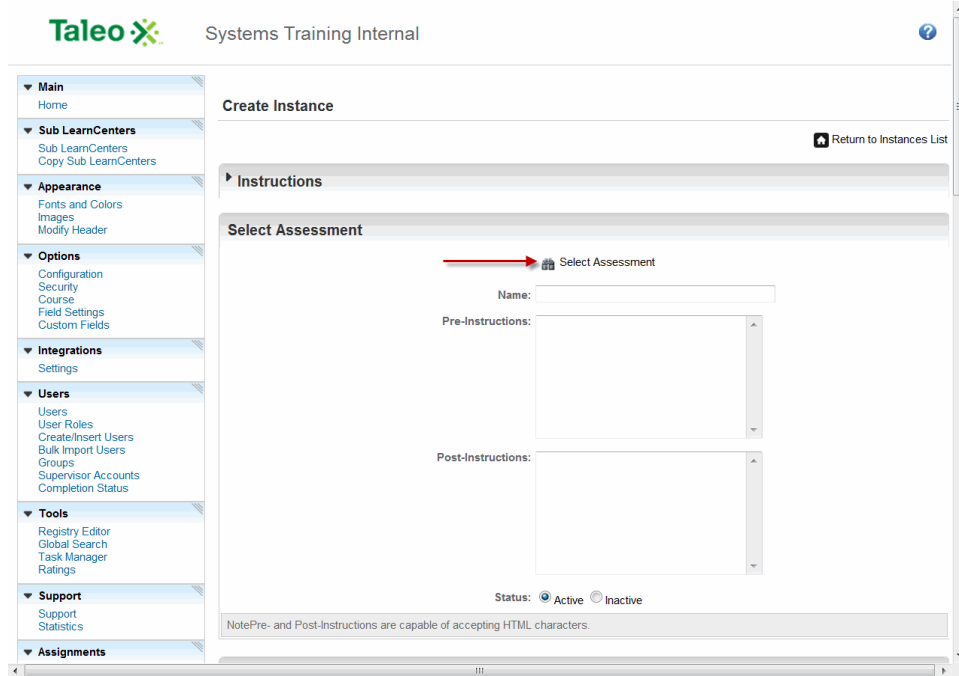 Taleo
Systems Training Internal
Main
Home
Sub LearnCenters
Sub LearnCenters
Copy Sub LearnCenters
Appearance
Fonts and Colors
Images
Modify Header
Options
Configuration
Security
Course
Field Settings
Custom Fields
Integrations
Settings
Users
Users
User Roles
Create/Insert Users
Bulk Import Users
Groups
Supervisor Accounts
Completion Status
Tools
Registry Editor
Global Search
Task Manager
Ratings
Support
Support
Statistics
Assignments
Create Instance
Return to Instances List
Instructions
Select Assessment
Select Assessment
Name:
Pre-Instructions:
Post-Instructions:
Status: Active Inactive
NotePre- and Post-Instructions are capable of accepting HTML characters.